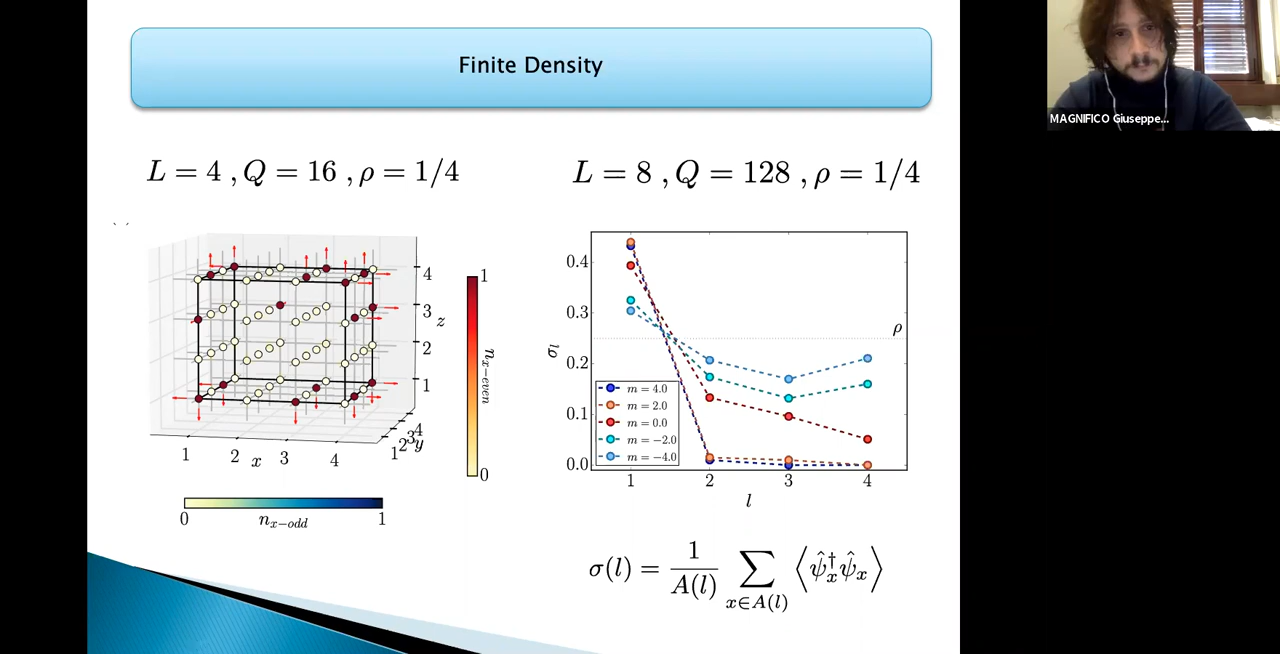 Finite Density
MAGNIFICO Giuseppe...
L = 4 , Q = 16 , ρ = 1/4
L = 8 , Q = 128 , ρ = 1/4
4
3
2
1
z
1
2
3
4
x
1
2
3
4
y
1
0
n_{x-even}
0
1
n_{x-odd}
0.4
0.3
0.2
0.1
0.0
σ_l
ρ
m = 4.0
m = 2.0
m = 0.0
m = −2.0
m = −4.0
1
2
3
4
l
σ(l) = 1/A(l) ∑_{x∈A(l)} ⟨ψ̂†_x ψ̂_x⟩